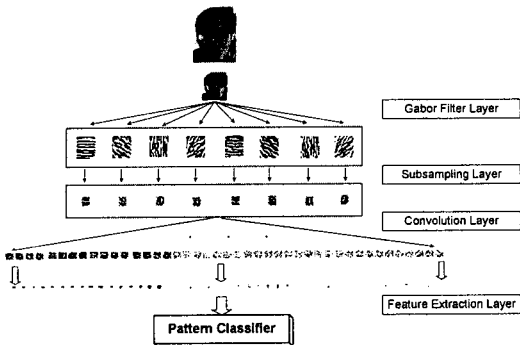 Gabor Filter Layer
Subsampling Layer
Convolution Layer
Feature Extraction Layer
Pattern Classifier